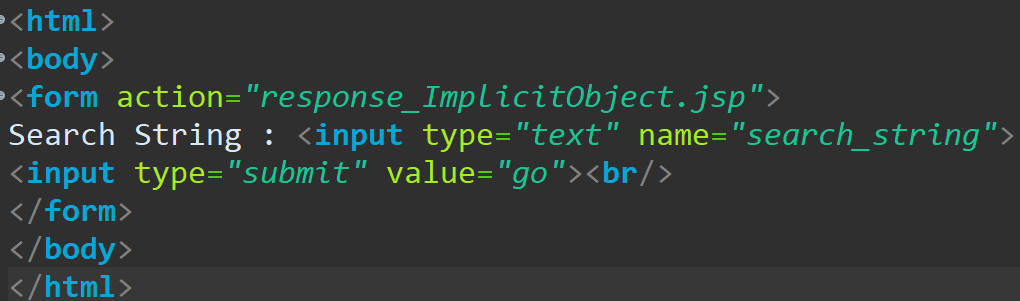 <html>
<body>
<form action="response_ImplicitObject.jsp">
Search String : <input type="text" name="search_string">
<input type="submit" value="go"><br/>
</form>
</body>
</html>